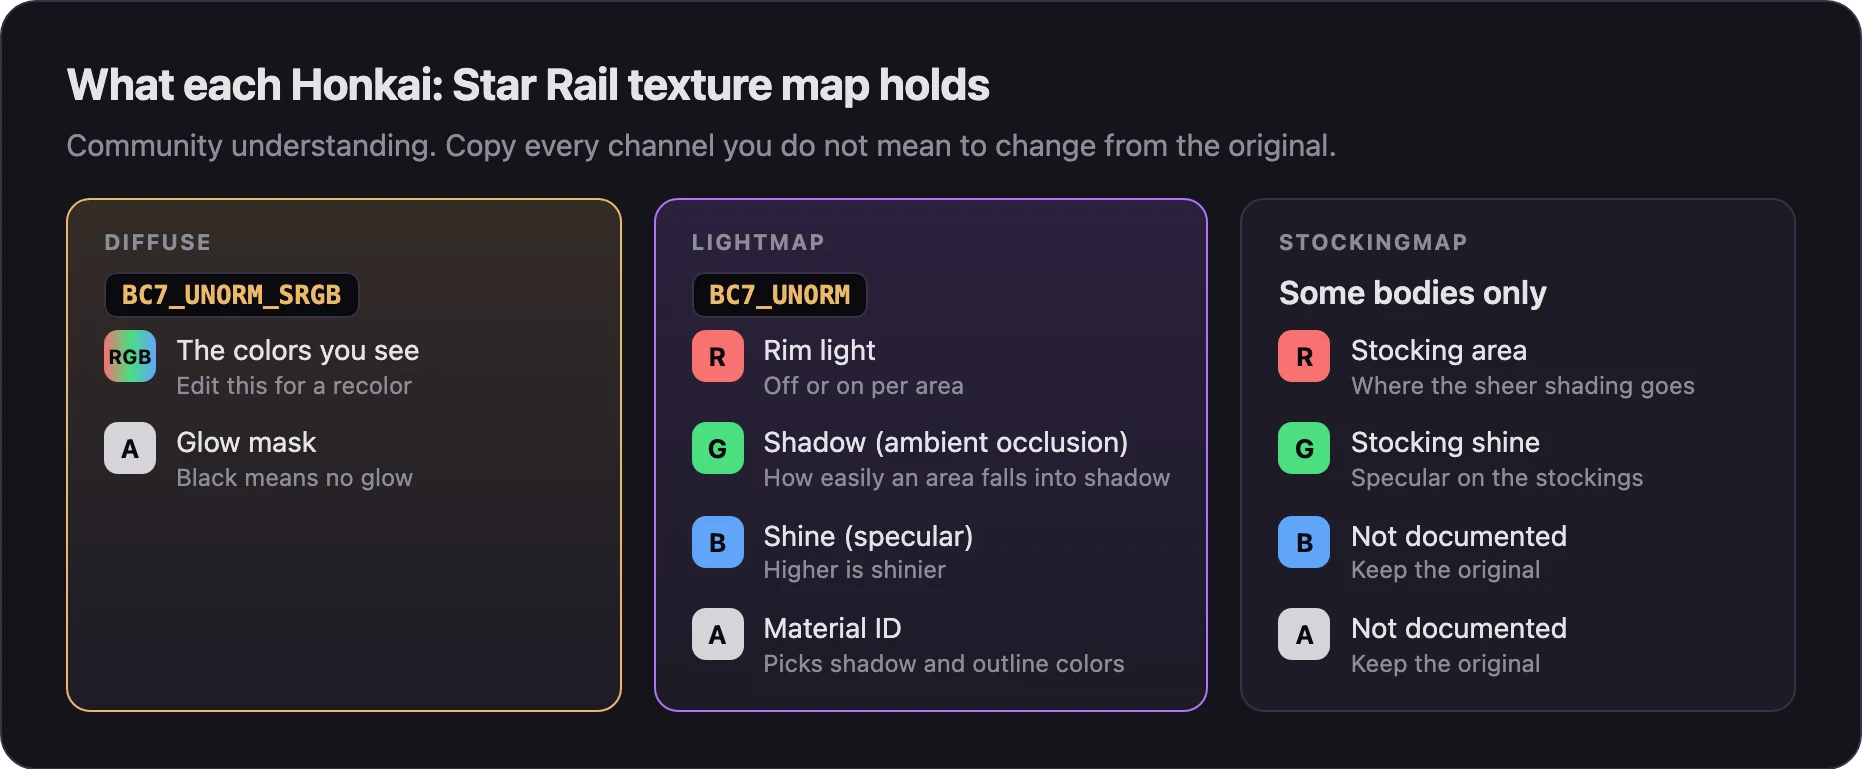 What each Honkai: Star Rail texture map holds
Community understanding. Copy every channel you do not mean to change from the original.
DIFFUSE
BC7_UNORM_SRGB
RGB
The colors you see
Edit this for a recolor
A
Glow mask
Black means no glow
LIGHTMAP
BC7_UNORM
R
Rim light
Off or on per area
G
Shadow (ambient occlusion)
How easily an area falls into shadow
B
Shine (specular)
Higher is shinier
A
Material ID
Picks shadow and outline colors
STOCKINGMAP
Some bodies only
R
Stocking area
Where the sheer shading goes
G
Stocking shine
Specular on the stockings
B
Not documented
Keep the original
A
Not documented
Keep the original